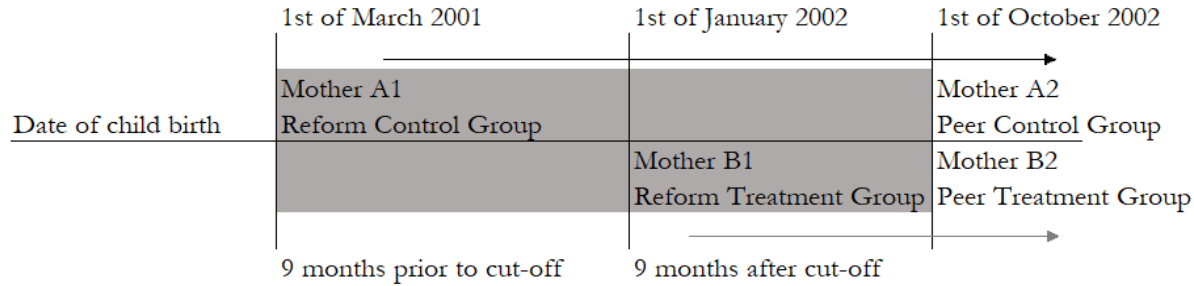 1st of March 2001
1st of January 2002
1st of October 2002
Mother A1
Mother A2
Date of child birth
Reform Control Group
Peer Control Group
Mother B1
Mother B2
Reform Treatment Group
Peer Treatment Group
9 months prior to cut-off
9 months after cut-off